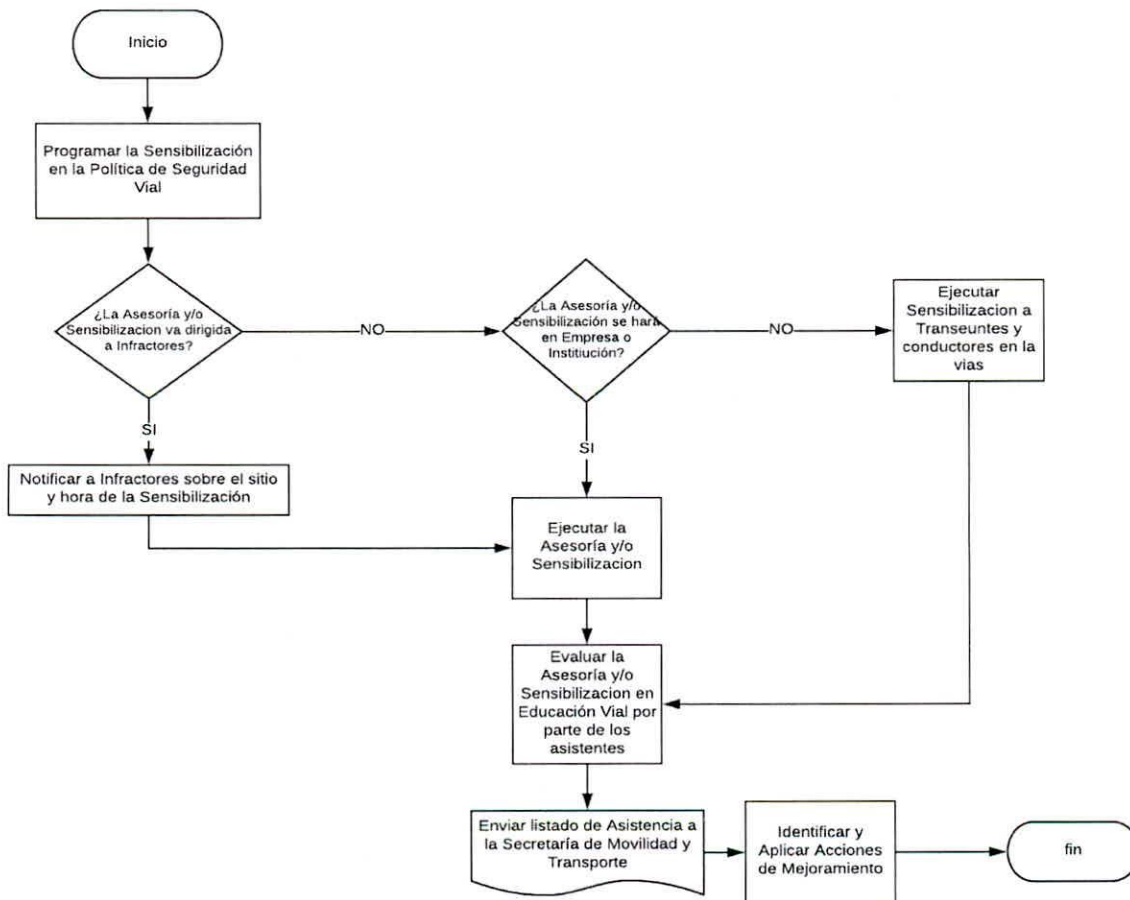 Inicio
Programar la Sensibilización
en la Política de Seguridad
Vial
¿La Asesoría y/o
Sensibilizacion va dirigida
a Infractores?
NO
¿La Asesoría y/o
Sensibilización se hará
en Empresa o
Institiución?
NO
Ejecutar
Sensibilizacion a
Transeuntes y
conductores en la
vias
SI
SI
Notificar a Infractores sobre el sitio
y hora de la Sensibilización
Ejecutar la
Asesoría y/o
Sensibilizacion
Evaluar la
Asesoría y/o
Sensibilizacion en
Educación Vial por
parte de los
asistentes
Enviar listado de Asistencia a
la Secretaría de Movilidad y
Transporte
Identificar y
Aplicar Acciones
de Mejoramiento
fin